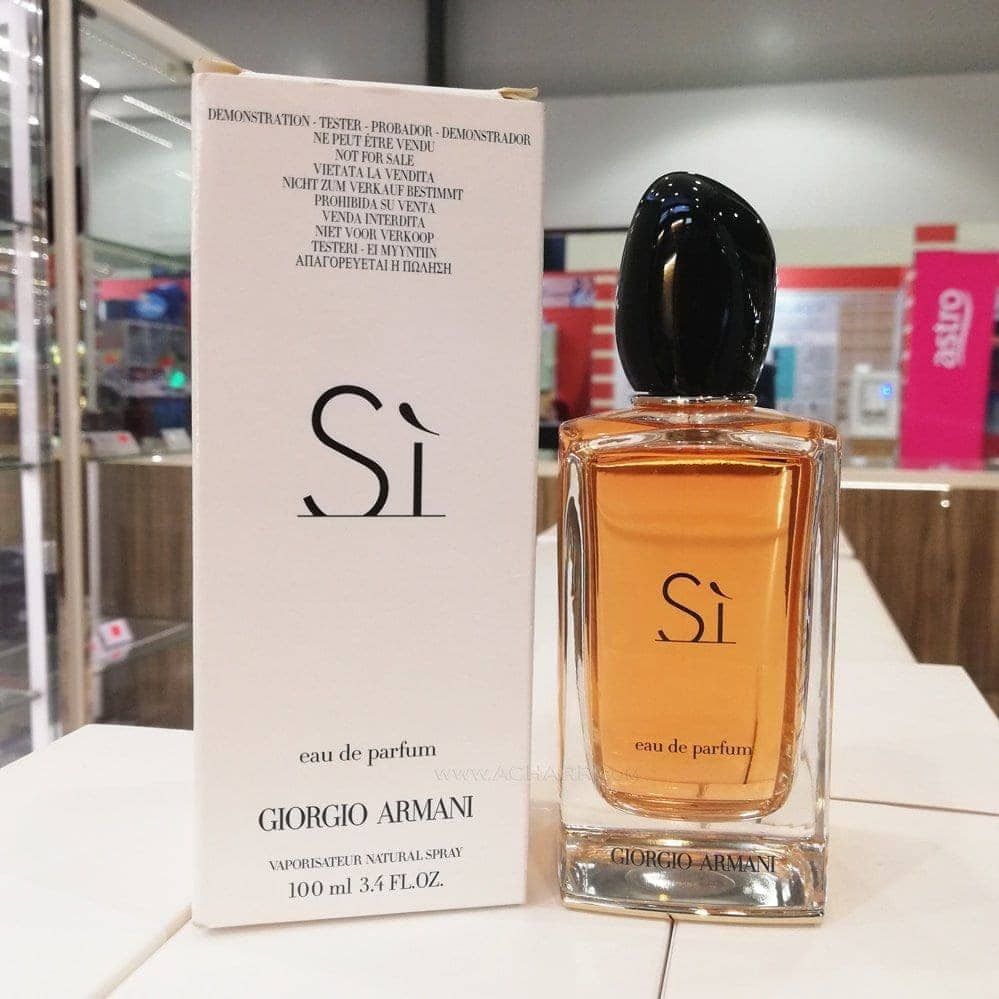 DEMONSTRATION - TESTER - PROBADOR - DEMONSTRADOR
NE PEUT ÊTRE VENDU
NOT FOR SALE
VIETATA LA VENDITA
NICHT ZUM VERKAUF BESTIMMT
PROHIBIDA SU VENTA
VENDA INTERDITA
NIET VOOR VERKOOP
TESTERI - EI MYYNTIIN
ΑΠΑΓΟΡΕΥΕΤΑΙ Η ΠΩΛΗΣΗ
Sì
eau de parfum
GIORGIO ARMANI
VAPORISATEUR NATURAL SPRAY
100 ml 3.4 FL.OZ.
Sì
eau de parfum
GIORGIO ARMANI
astro